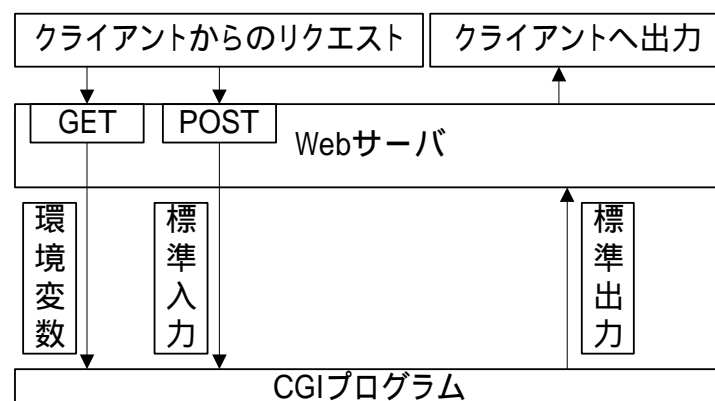 クライアントからのリクエスト
クライアントへ出力
GET
POST
Webサーバ
環境変数
標準入力
標準出力
CGIプログラム